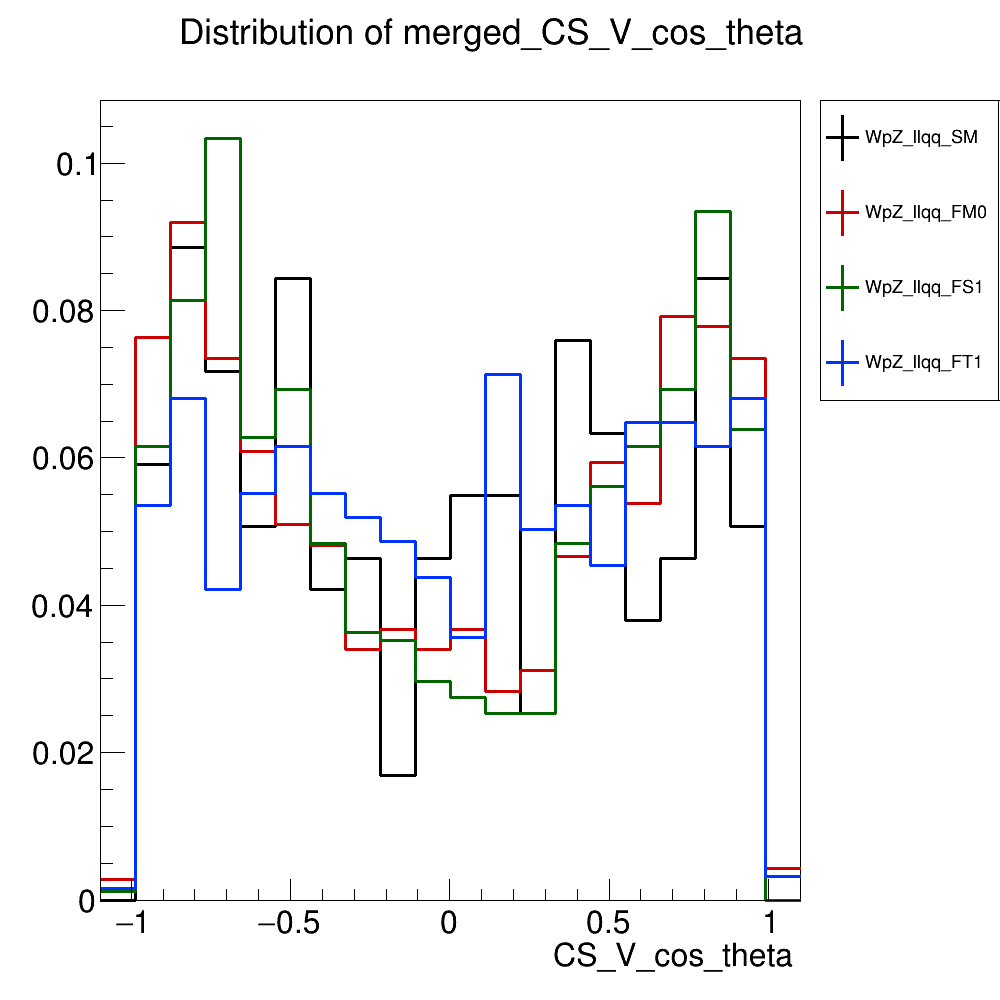 Distribution of merged_CS_V_cos_theta
WpZ_llqq_SM
WpZ_llqq_FM0
WpZ_llqq_FS1
WpZ_llqq_FT1
0.1
0.08
0.06
0.04
0.02
0
−1 −0.5 0 0.5 1
CS_V_cos_theta